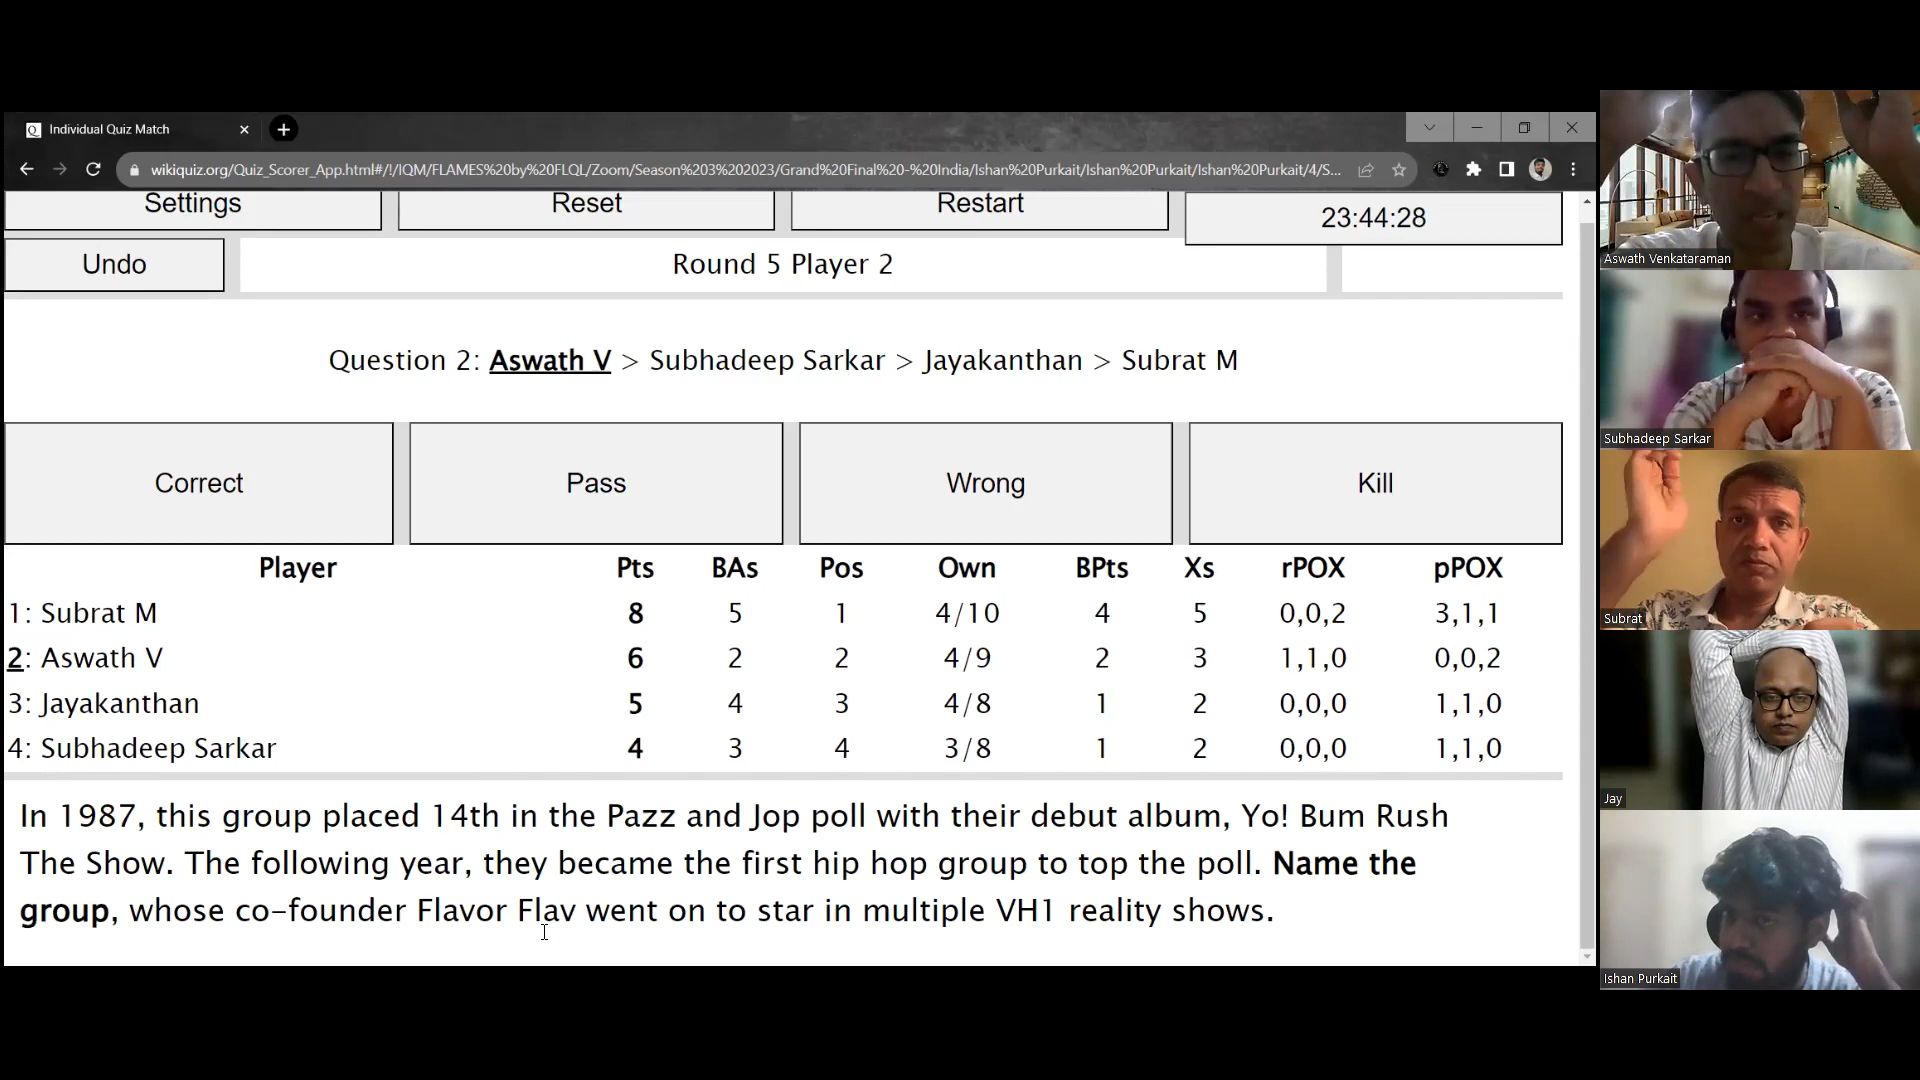 Individual Quiz Match
wikiquiz.org/Quiz_Scorer_App.html#/!/IQM/FLAMES%20by%20FLQL/Zoom/Season%203%202023/Grand%20Final%20-%20India/Ishan%20Purkait/Ishan%20Purkait/Ishan%20Purkait/4/S...
Settings Reset Restart 23:44:28
Undo Round 5 Player 2
Question 2: Aswath V > Subhadeep Sarkar > Jayakanthan > Subrat M
Correct Pass Wrong Kill
Player Pts BAs Pos Own BPts Xs rPOX pPOX
1: Subrat M 8 5 1 4/10 4 5 0,0,2 3,1,1
2: Aswath V 6 2 2 4/9 2 3 1,1,0 0,0,2
3: Jayakanthan 5 4 3 4/8 1 2 0,0,0 1,1,0
4: Subhadeep Sarkar 4 3 4 3/8 1 2 0,0,0 1,1,0
In 1987, this group placed 14th in the Pazz and Jop poll with their debut album, Yo! Bum Rush
The Show. The following year, they became the first hip hop group to top the poll. Name the
group, whose co-founder Flavor Flav went on to star in multiple VH1 reality shows.
Aswath Venkataraman
Subhadeep Sarkar
Subrat
Jay
Ishan Purkait